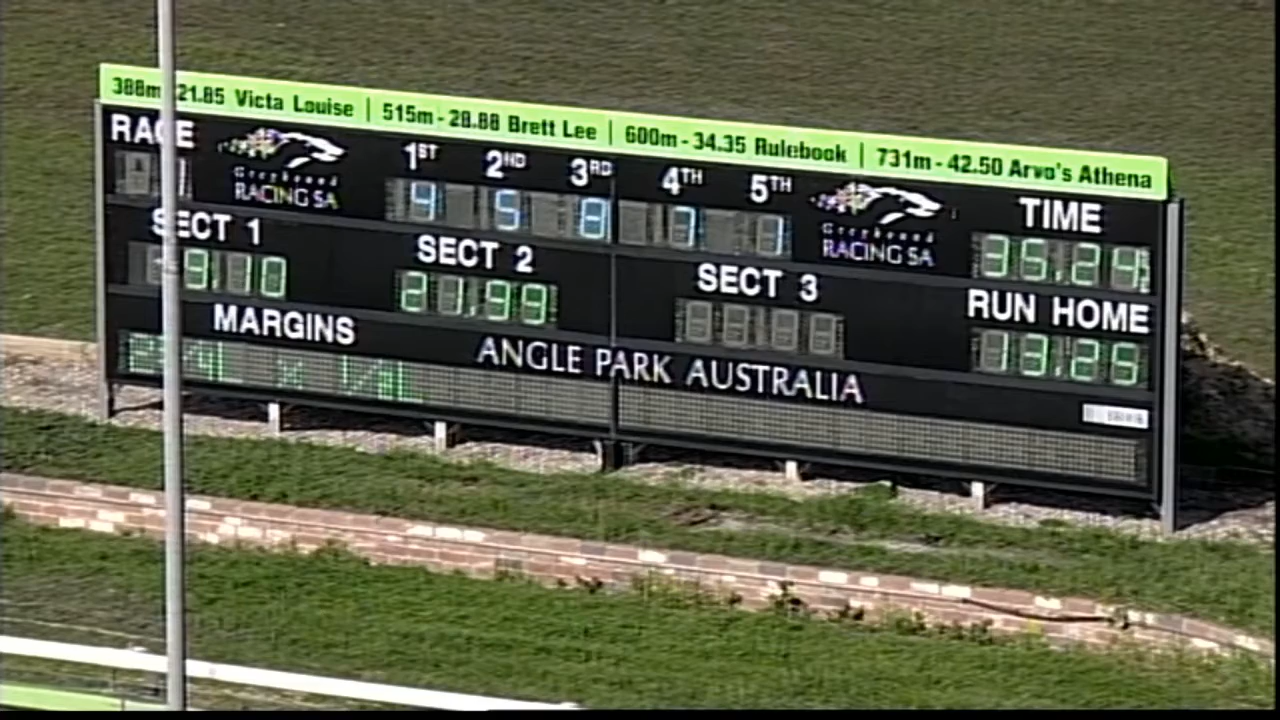 388m 21.85 Victa Louise | 515m - 28.88 Brett Lee | 600m - 34.35 Rulebook | 731m - 42.50 Arvo's Athena
RACE 1ST 2ND 3RD 4TH 5TH TIME
Greyhound RACING SA 4 5 8 7 1 Greyhound RACING SA 35.24
SECT 1 SECT 2 SECT 3 RUN HOME
9.10 21.99 13.25
MARGINS ANGLE PARK AUSTRALIA